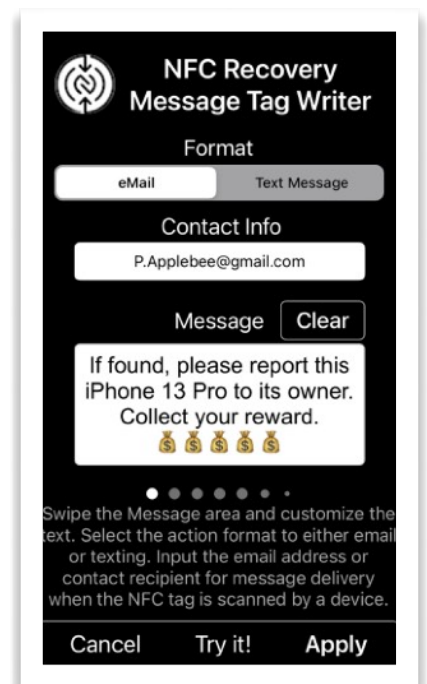 NFC Recovery
Message Tag Writer
Format
eMail Text Message
Contact Info
P.Applebee@gmail.com
Message Clear
If found, please report this
iPhone 13 Pro to its owner.
Collect your reward.
💰💰💰💰💰
Swipe the Message area and customize the
text. Select the action format to either email
or texting. Input the email address or
contact recipient for message delivery
when the NFC tag is scanned by a device.
Cancel Try it! Apply